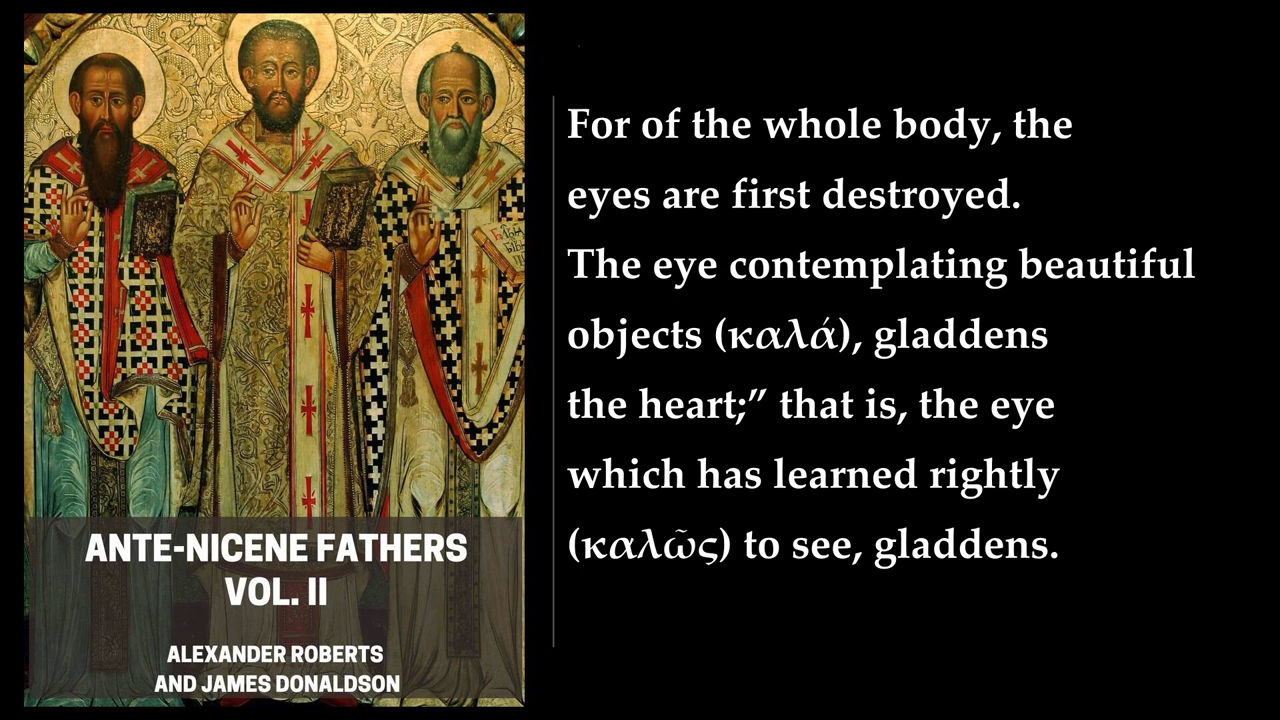 For of the whole body, the
eyes are first destroyed.
The eye contemplating beautiful
objects (καλά), gladdens
the heart;” that is, the eye
which has learned rightly
(καλῶς) to see, gladdens.
ANTE-NICENE FATHERS
VOL. II
ALEXANDER ROBERTS
AND JAMES DONALDSON